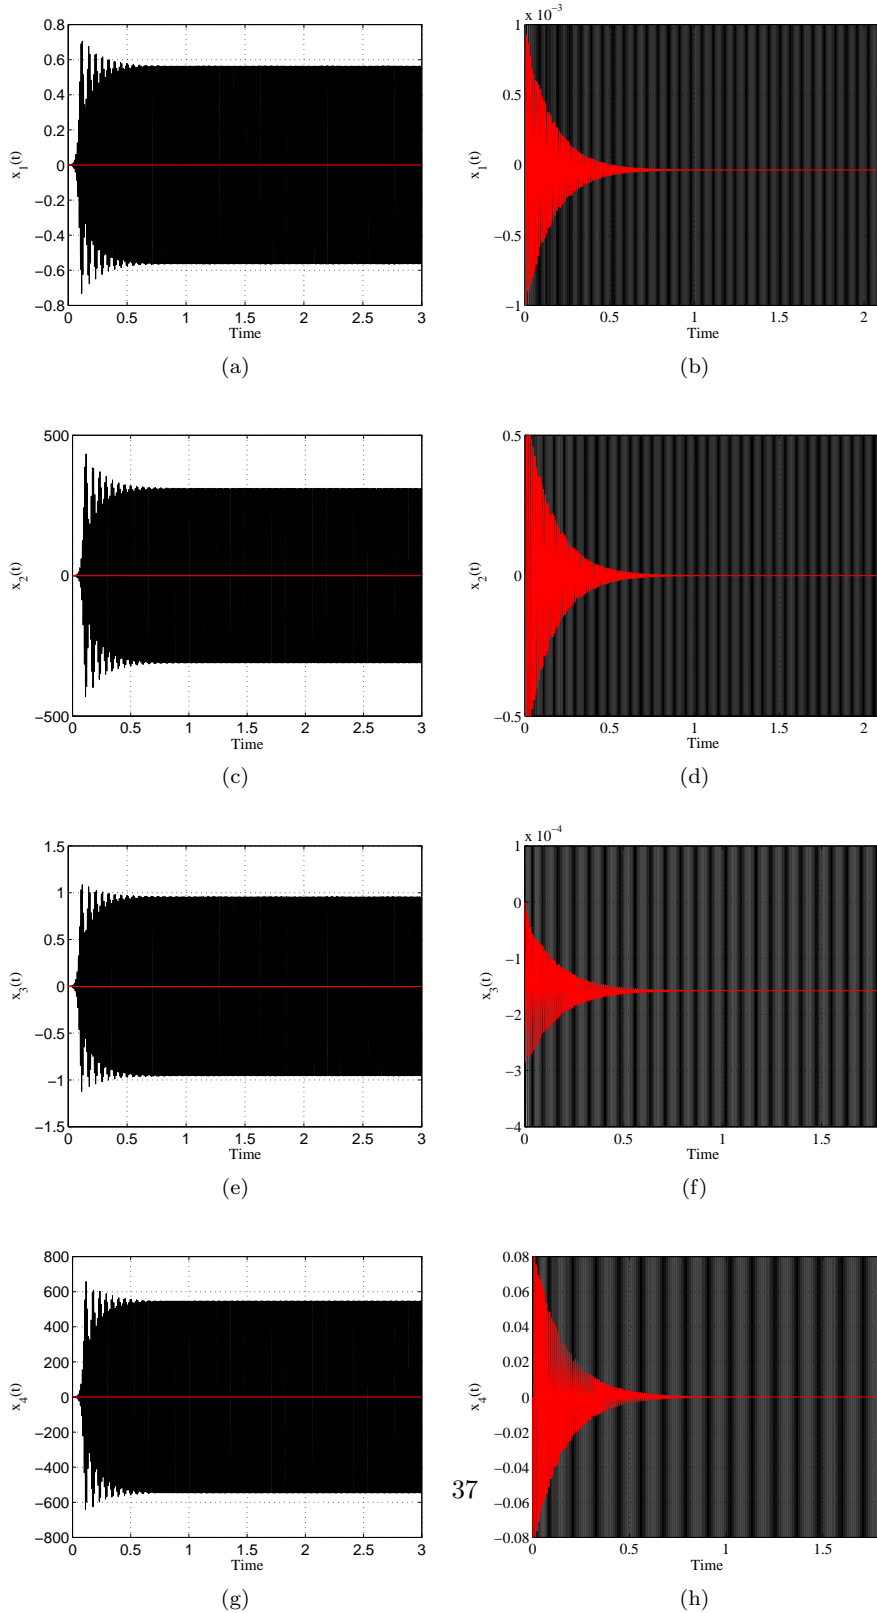 x_1(t)
0.8
0.6
0.4
0.2
0
−0.2
−0.4
−0.6
−0.8
0 0.5 1 1.5 2 2.5 3
Time
(a)
x 10^−3
x_1(t)
1
0.5
0
−0.5
−1
0 0.5 1 1.5 2
Time
(b)
x_2(t)
500
0
−500
0 0.5 1 1.5 2 2.5 3
Time
(c)
x_2(t)
0.5
0
−0.5
0 0.5 1 1.5 2
Time
(d)
x_3(t)
1.5
1
0.5
0
−0.5
−1
−1.5
0 0.5 1 1.5 2 2.5 3
Time
(e)
x 10^−4
x_3(t)
1
0
−1
−2
−3
−4
0 0.5 1 1.5
Time
(f)
x_4(t)
800
600
400
200
0
−200
−400
−600
−800
0 0.5 1 1.5 2 2.5 3
Time
(g)
x_4(t)
0.08
0.06
0.04
0.02
0
−0.02
−0.04
−0.06
−0.08
0 0.5 1 1.5
Time
(h)
37